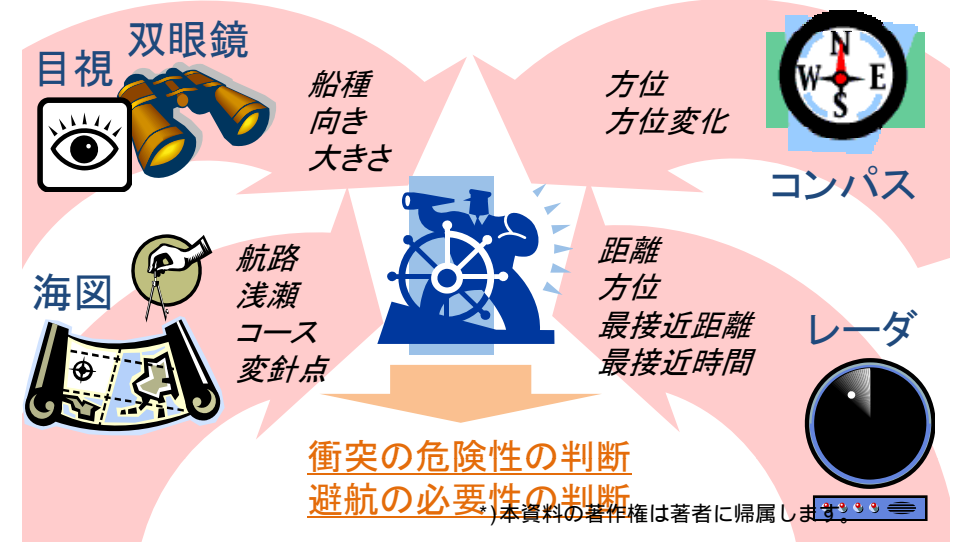 目視
双眼鏡
船種
向き
大きさ
方位
方位変化
N
W E
S
コンパス
海図
航路
浅瀬
コース
変針点
距離
方位
最接近距離
最接近時間
レーダ
衝突の危険性の判断
避航の必要性の判断
*)本資料の著作権は著者に帰属します。